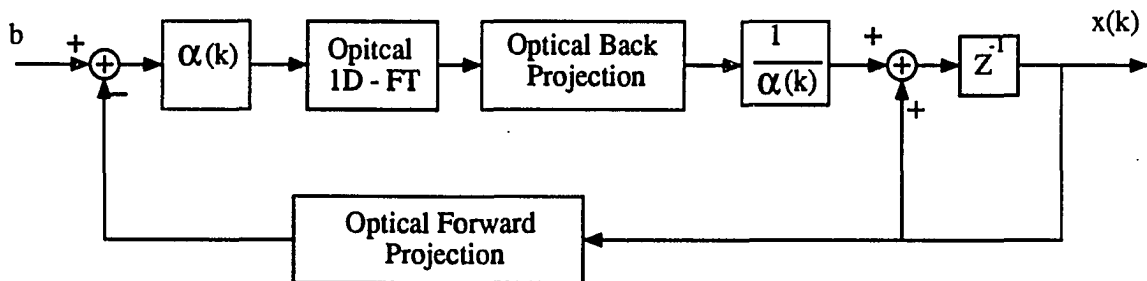 b
+
−
α(k)
Opitcal
1D - FT
Optical Back
Projection
1
α(k)
+
+
Z⁻¹
x(k)
Optical Forward
Projection